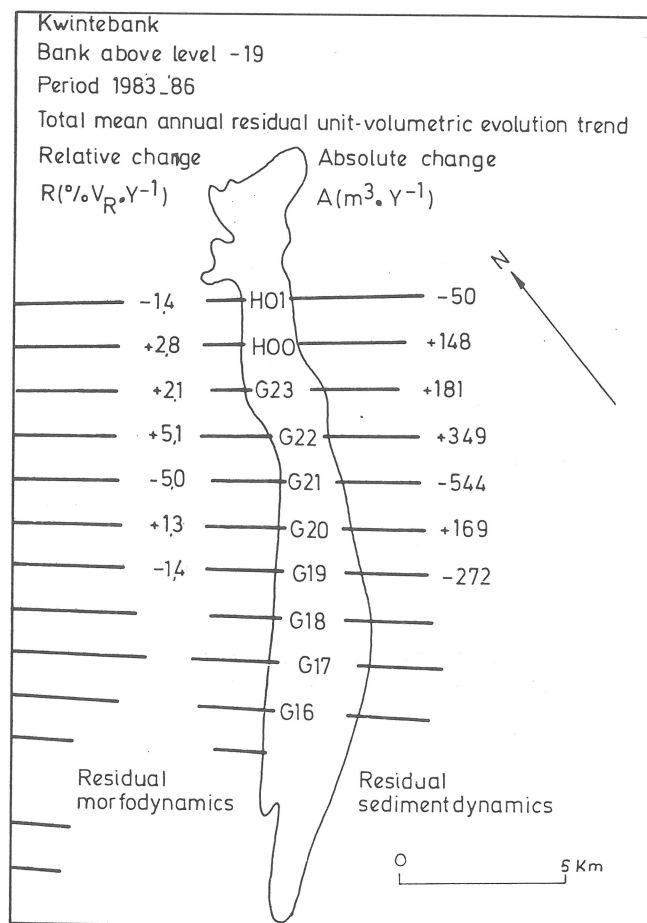 Kwintebank
Bank above level -19
Period 1983-'86
Total mean annual residual unit-volumetric evolution trend
Relative change Absolute change
R(% V_R.Y⁻¹) A(m³.Y⁻¹)
N
-1,4 H01 -50
+2,8 H00 +148
+2,1 G23 +181
+5,1 G22 +349
-5,0 G21 -544
+1,3 G20 +169
-1,4 G19 -272
G18
G17
G16
Residual Residual
morfodynamics sedimentdynamics
0 5 Km